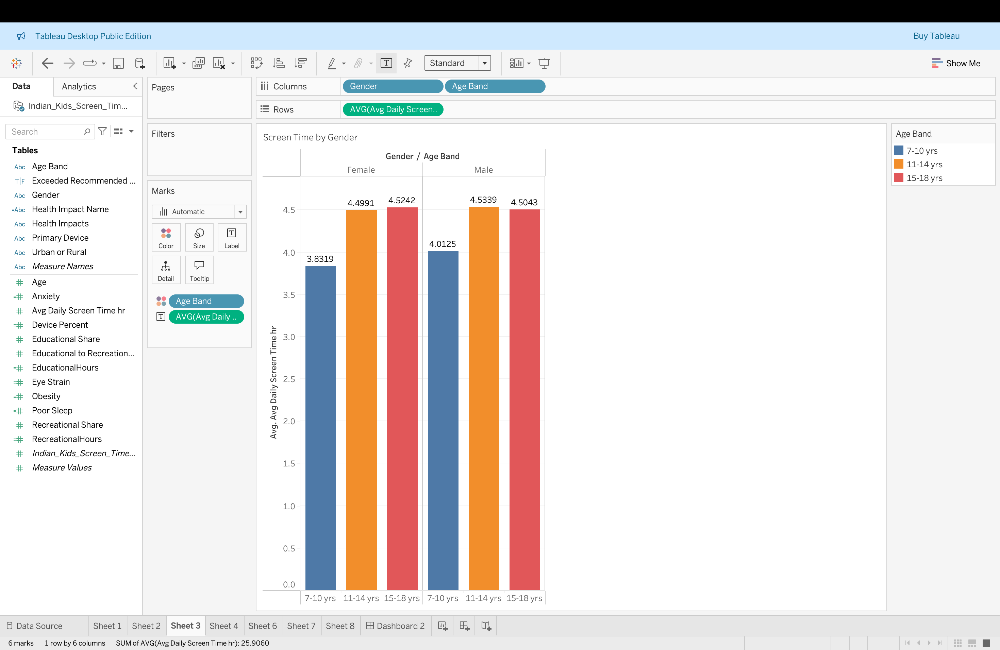 Tableau Desktop Public Edition
Buy Tableau
Standard
Show Me
Data
Analytics
Indian_Kids_Screen_Tim...
Search
Tables
Abc Age Band
T|F Exceeded Recommended ...
Abc Gender
=Abc Health Impact Name
Abc Health Impacts
Abc Primary Device
Abc Urban or Rural
Abc Measure Names
# Age
=# Anxiety
# Avg Daily Screen Time hr
=# Device Percent
# Educational Share
# Educational to Recreation...
=# EducationalHours
=# Eye Strain
=# Obesity
=# Poor Sleep
# Recreational Share
=# RecreationalHours
# Indian_Kids_Screen_Time...
# Measure Values
Pages
Filters
Marks
Automatic
Color
Size
T
Label
Detail
Tooltip
Age Band
T AVG(Avg Daily ..
Columns
Gender
Age Band
Rows
AVG(Avg Daily Screen..
Screen Time by Gender
Gender / Age Band
Female
Male
Avg. Avg Daily Screen Time hr
4.5
4.0
3.5
3.0
2.5
2.0
1.5
1.0
0.5
0.0
3.8319
4.4991
4.5242
4.0125
4.5339
4.5043
7-10 yrs
11-14 yrs
15-18 yrs
7-10 yrs
11-14 yrs
15-18 yrs
Age Band
7-10 yrs
11-14 yrs
15-18 yrs
Data Source
Sheet 1
Sheet 2
Sheet 3
Sheet 4
Sheet 6
Sheet 7
Sheet 8
Dashboard 2
6 marks
1 row by 6 columns
SUM of AVG(Avg Daily Screen Time hr): 25.9060